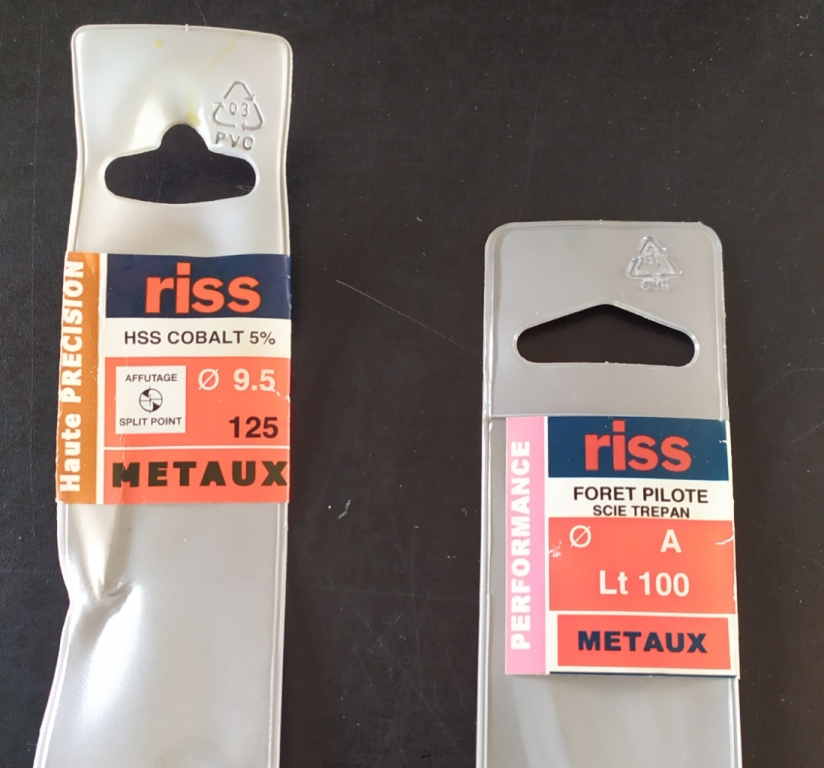 03
PVC
Haute PRECISION
riss
HSS COBALT 5%
AFFUTAGE
SPLIT POINT
Ø 9.5
125
METAUX
PERFORMANCE
riss
FORET PILOTE
SCIE TREPAN
Ø A
Lt 100
METAUX